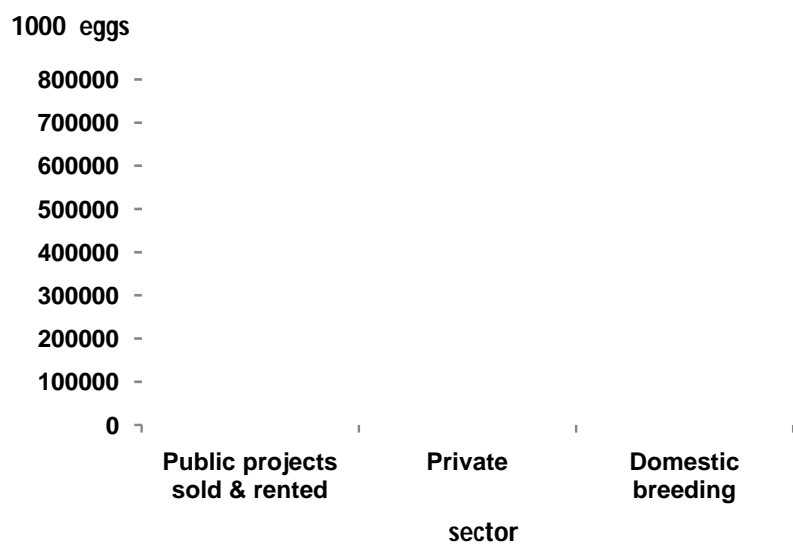 1000 eggs
800000
700000
600000
500000
400000
300000
200000
100000
0
Public projects sold & rented
Private
Domestic breeding
sector